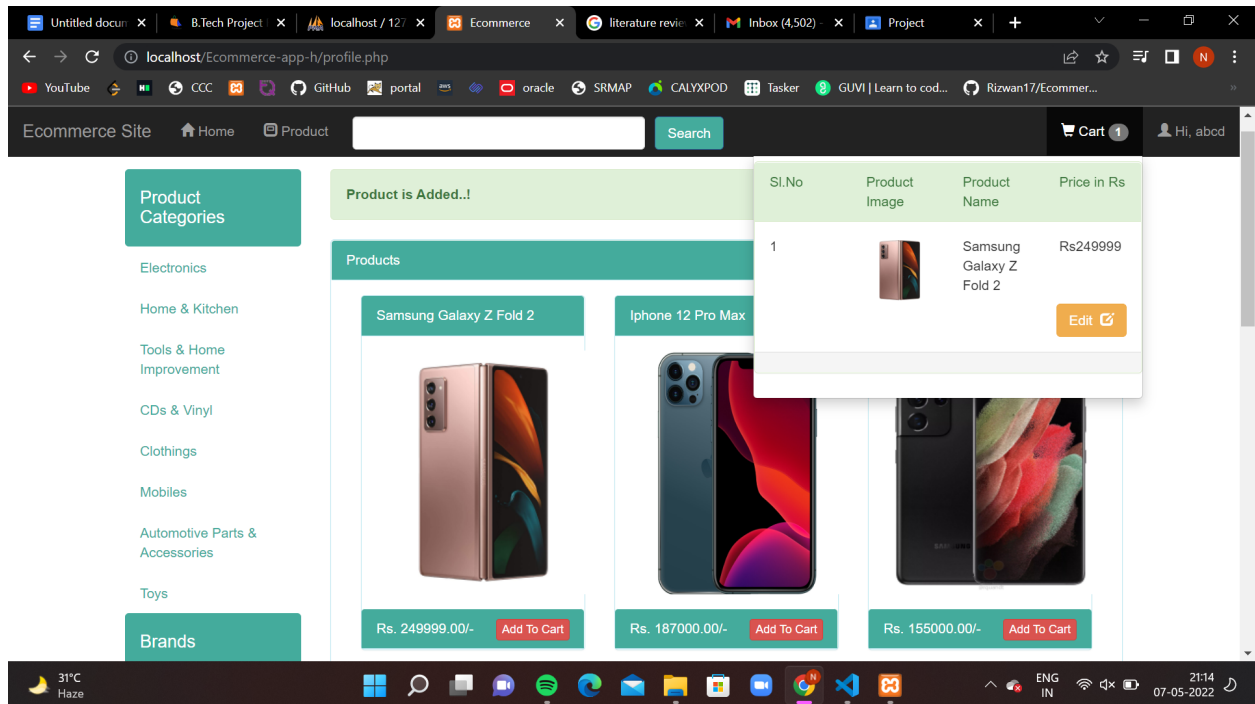 Untitled docum
B.Tech Project
localhost / 127
Ecommerce
literature revie
Inbox (4,502) -
Project
localhost/Ecommerce-app-h/profile.php
N
YouTube
CCC
GitHub
portal
aws
oracle
SRMAP
CALYXPOD
Tasker
GUVI | Learn to cod...
Rizwan17/Ecommer...
Ecommerce Site
Home
Product
Search
Cart 1
Hi, abcd
Product
Categories
Electronics
Home & Kitchen
Tools & Home
Improvement
CDs & Vinyl
Clothings
Mobiles
Automotive Parts &
Accessories
Toys
Brands
Product is Added..!
Products
Samsung Galaxy Z Fold 2
Iphone 12 Pro Max
Rs. 249999.00/- Add To Cart
Rs. 187000.00/- Add To Cart
Rs. 155000.00/- Add To Cart
Sl.No
Product
Image
Product
Name
Price in Rs
1
Samsung
Galaxy Z
Fold 2
Rs249999
Edit
31°C
Haze
N
ENG
IN
21:14
07-05-2022